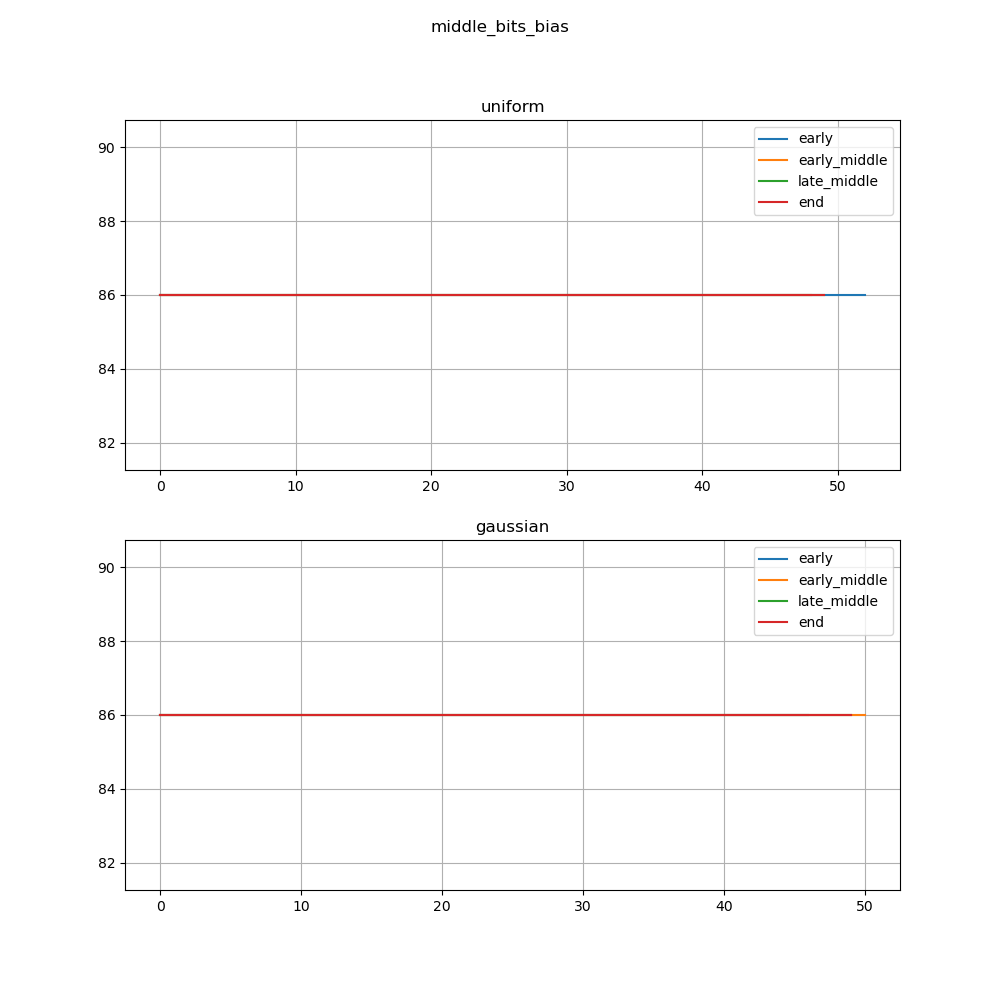 middle_bits_bias
uniform
early
early_middle
late_middle
end
90
88
86
84
82
0 10 20 30 40 50
gaussian
early
early_middle
late_middle
end
90
88
86
84
82
0 10 20 30 40 50